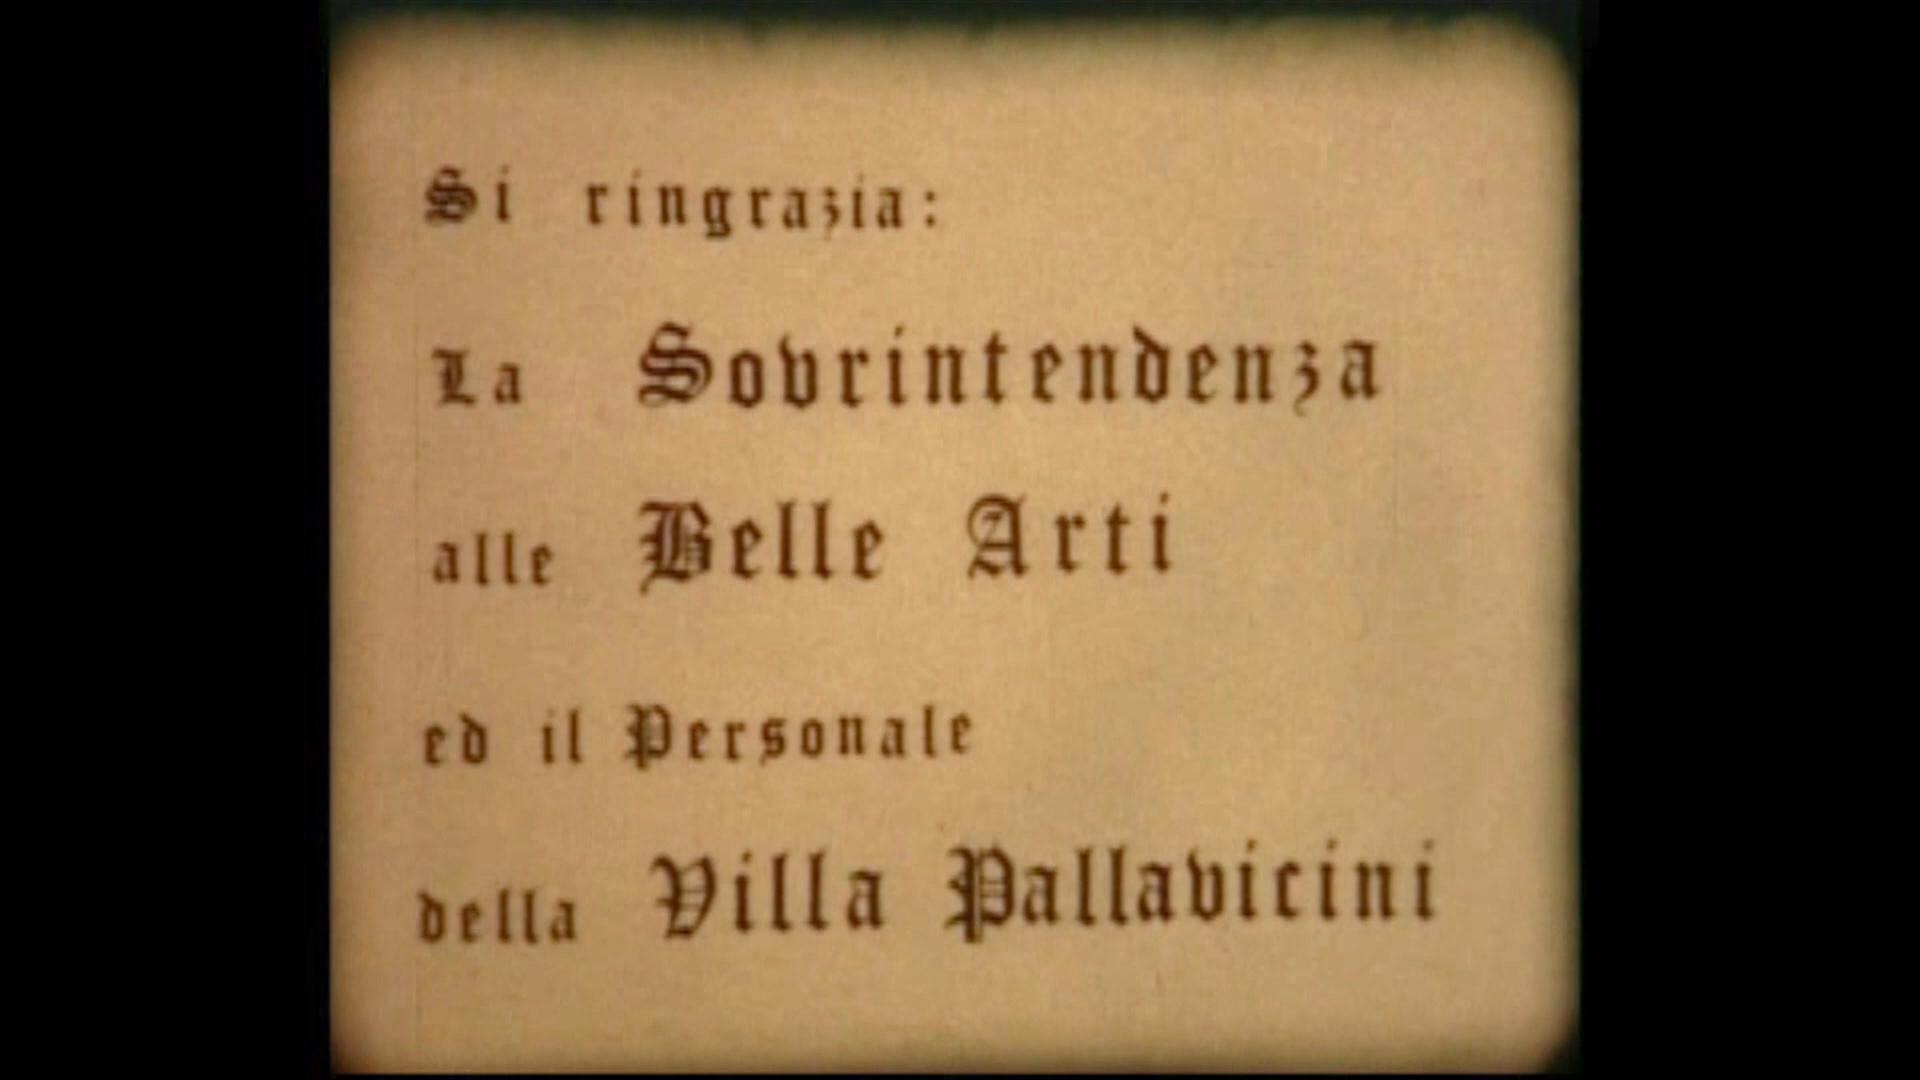 Si ringrazia:
La Sovrintendenza
alle Belle Arti
ed il Personale
della Villa Pallavicini